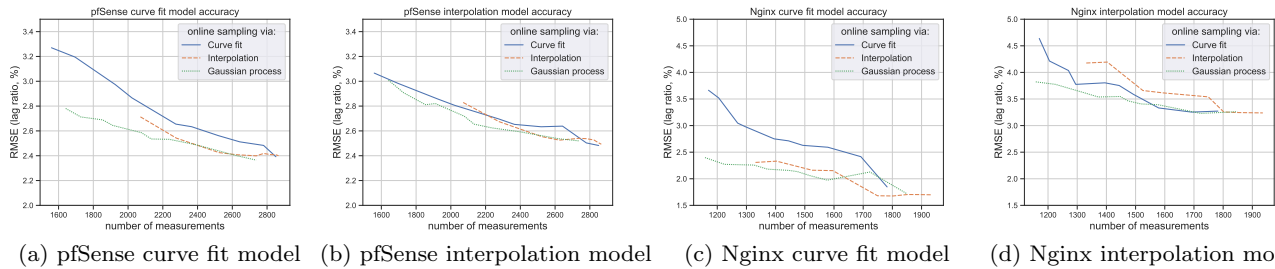 pfSense curve fit model accuracy
RMSE (lag ratio, %)
3.4
3.2
3.0
2.8
2.6
2.4
2.2
2.0
online sampling via:
Curve fit
Interpolation
Gaussian process
1600 1800 2000 2200 2400 2600 2800
number of measurements
(a) pfSense curve fit model
pfSense interpolation model accuracy
RMSE (lag ratio, %)
3.4
3.2
3.0
2.8
2.6
2.4
2.2
2.0
online sampling via:
Curve fit
Interpolation
Gaussian process
1600 1800 2000 2200 2400 2600 2800
number of measurements
(b) pfSense interpolation model
Nginx curve fit model accuracy
RMSE (lag ratio, %)
5.0
4.5
4.0
3.5
3.0
2.5
2.0
1.5
online sampling via:
Curve fit
Interpolation
Gaussian process
1200 1300 1400 1500 1600 1700 1800 1900
number of measurements
(c) Nginx curve fit model
Nginx interpolation model accuracy
RMSE (lag ratio, %)
5.0
4.5
4.0
3.5
3.0
2.5
2.0
1.5
online sampling via:
Curve fit
Interpolation
Gaussian process
1200 1300 1400 1500 1600 1700 1800 1900
number of measurements
(d) Nginx interpolation mo